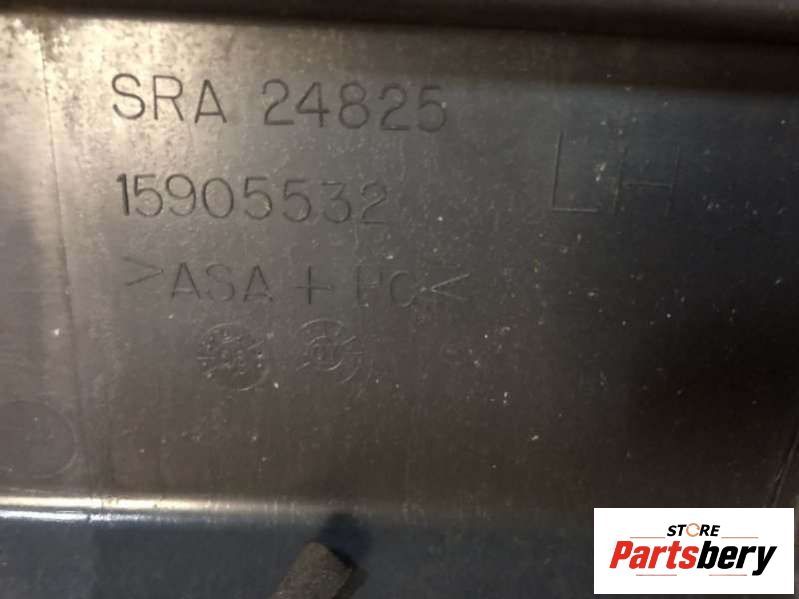 SRA 24825
15905532
LH
>ASA + PC<
STORE
Partsbery